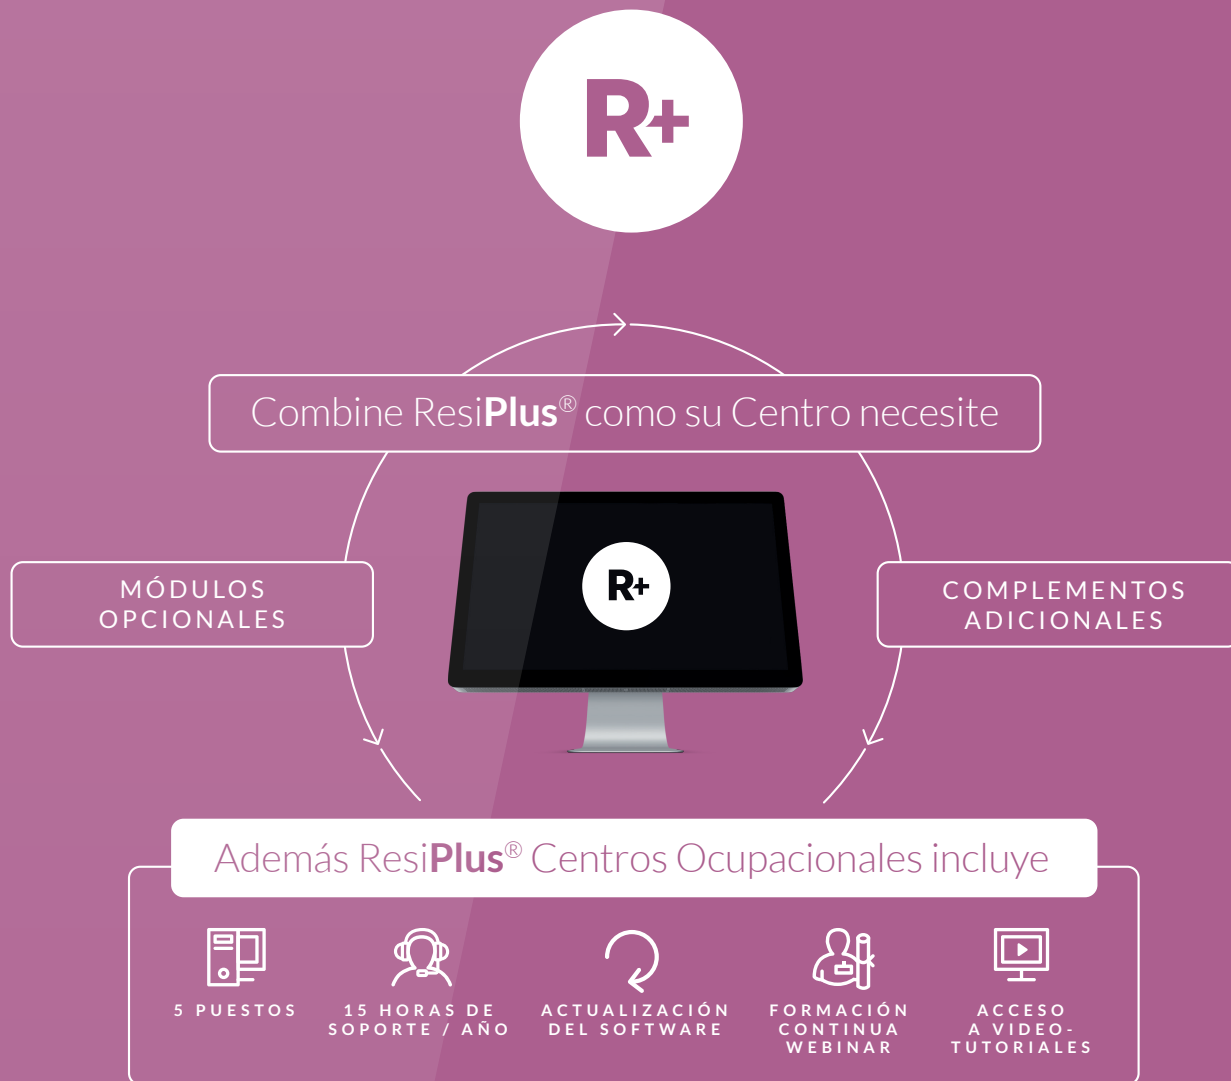 R+
Combine ResiPlus® como su Centro necesite
R+
MÓDULOS
OPCIONALES
COMPLEMENTOS
ADICIONALES
Además ResiPlus® Centros Ocupacionales incluye
5 PUESTOS
15 HORAS DE
SOPORTE / AÑO
ACTUALIZACIÓN
DEL SOFTWARE
FORMACIÓN
CONTINUA
WEBINAR
ACCESO
A VIDEO-
TUTORIALES